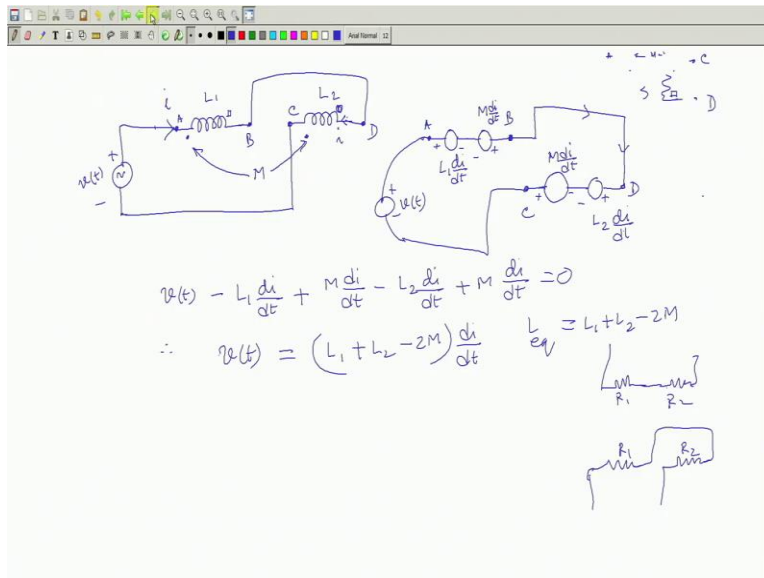 T
Arial Normal 12
i
A
L₁
B
C
L₂
D
i
M
v(t)
+
-
C
S
D
A
B
M di/dt
+ - - +
L₁ di/dt
+
- v(t)
M di/dt
C
+ - +
D
L₂ di/dt
v(t) - L₁ di/dt + M di/dt - L₂ di/dt + M di/dt = 0
∴ v(t) = (L₁ + L₂ - 2M) di/dt
L eq = L₁ + L₂ - 2M
R₁ R₂
R₁ R₂